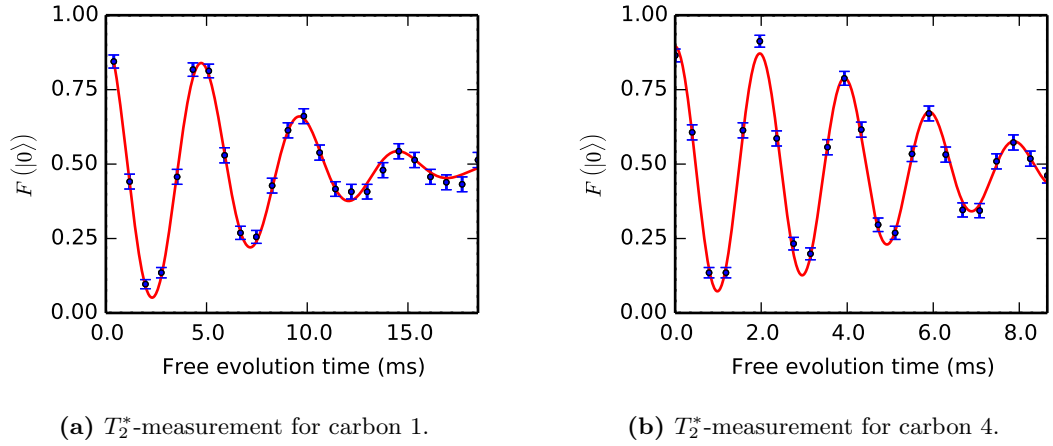 1.00
0.75
0.50
0.25
0.00
F (|0⟩)
0.0 5.0 10.0 15.0
Free evolution time (ms)
(a) T₂*-measurement for carbon 1.
1.00
0.75
0.50
0.25
0.00
F (|0⟩)
0.0 2.0 4.0 6.0 8.0
Free evolution time (ms)
(b) T₂*-measurement for carbon 4.